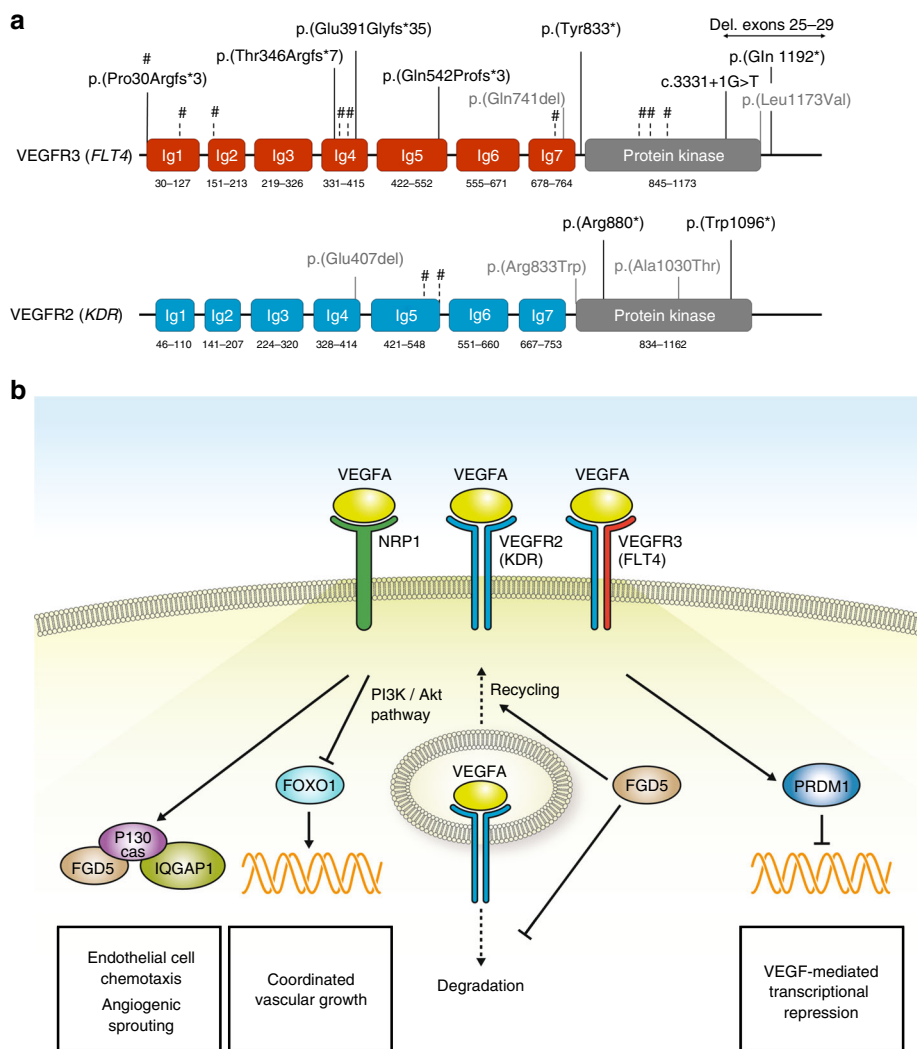 a
p.(Glu391Glyfs*35)
Del. exons 25–29
p.(Tyr833*)
#
p.(Thr346Argfs*7)
p.(Gln 1192*)
p.(Pro30Argfs*3)
p.(Gln542Profs*3)
c.3331+1G>T
p.(Gln741del)
p.(Leu1173Val)
# # ## # ## #
VEGFR3 (FLT4)
Ig1 Ig2 Ig3 Ig4 Ig5 Ig6 Ig7 Protein kinase
30–127 151–213 219–326 331–415 422–552 555–671 678–764 845–1173
p.(Arg880*) p.(Trp1096*)
p.(Glu407del) # # p.(Arg833Trp) p.(Ala1030Thr)
VEGFR2 (KDR)
Ig1 Ig2 Ig3 Ig4 Ig5 Ig6 Ig7 Protein kinase
46–110 141–207 224–320 328–414 421–548 551–660 667–753 834–1162
b
VEGFA VEGFA VEGFA
NRP1
VEGFR2
(KDR)
VEGFR3
(FLT4)
PI3K / Akt
pathway
Recycling
VEGFA
FOXO1
FGD5
PRDM1
P130
cas
FGD5
IQGAP1
Degradation
Endothelial cell
chemotaxis
Angiogenic
sprouting
Coordinated
vascular growth
VEGF-mediated
transcriptional
repression